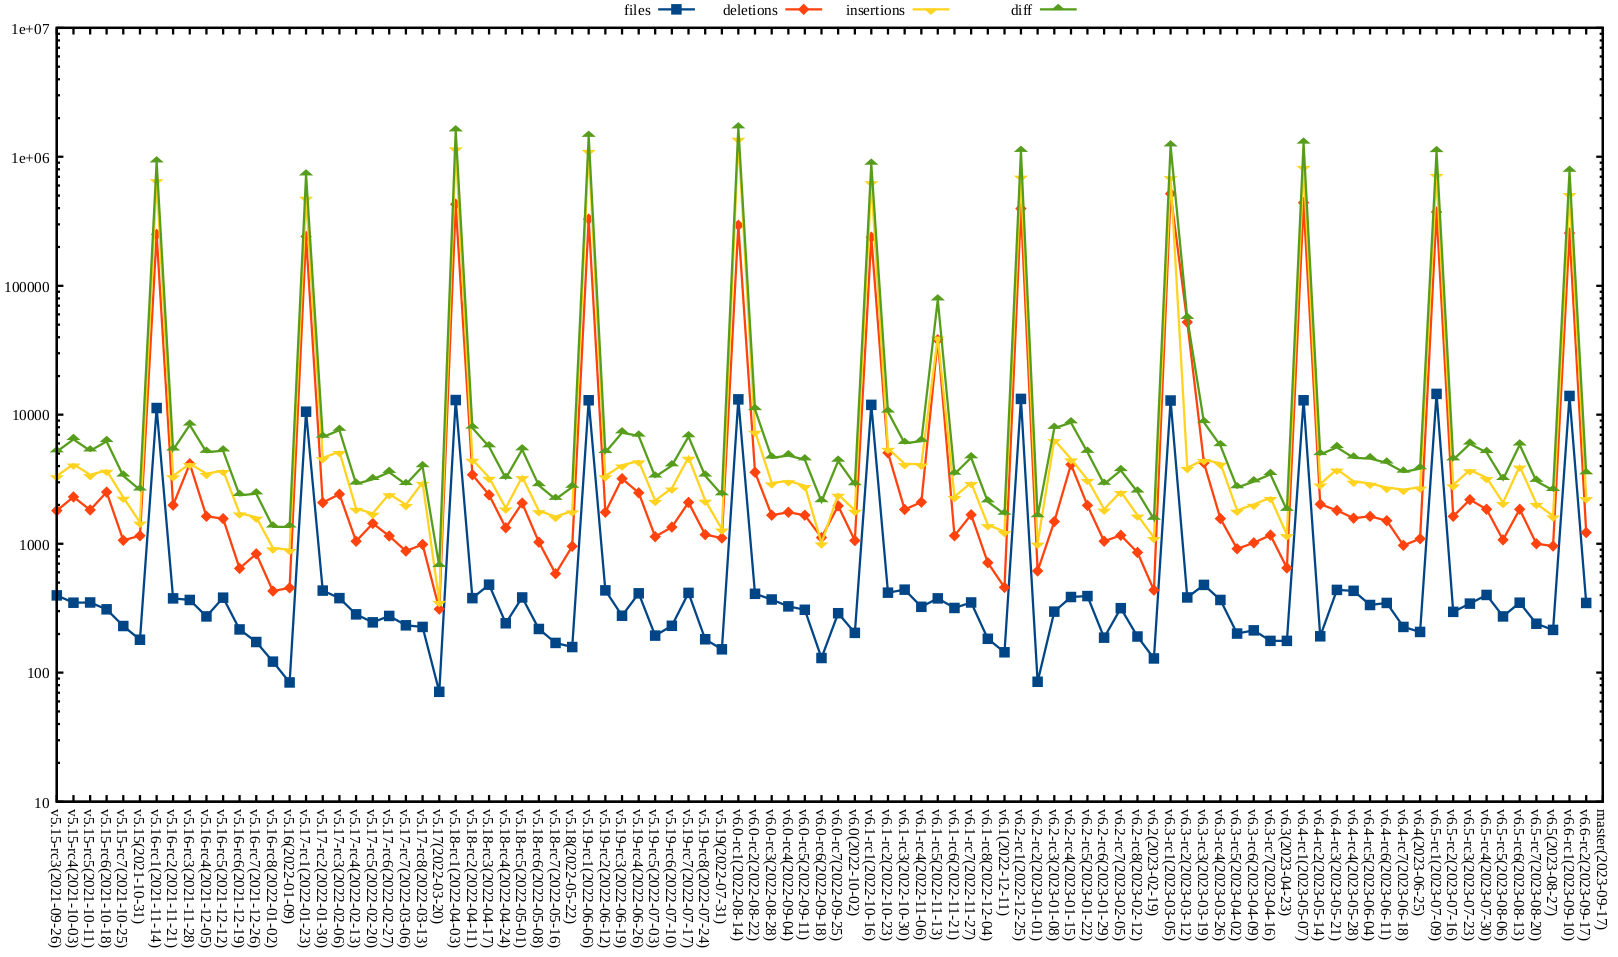 files deletions insertions diff
1e+07
1e+06
100000
10000
1000
100
10
v5.15-rc3(2021-09-26)
v5.15-rc4(2021-10-03)
v5.15-rc5(2021-10-11)
v5.15-rc6(2021-10-18)
v5.15-rc7(2021-10-25)
v5.15(2021-10-31)
v5.16-rc1(2021-11-14)
v5.16-rc2(2021-11-21)
v5.16-rc3(2021-11-28)
v5.16-rc4(2021-12-05)
v5.16-rc5(2021-12-12)
v5.16-rc6(2021-12-19)
v5.16-rc7(2021-12-26)
v5.16-rc8(2022-01-02)
v5.16(2022-01-09)
v5.17-rc1(2022-01-23)
v5.17-rc2(2022-01-30)
v5.17-rc3(2022-02-06)
v5.17-rc4(2022-02-13)
v5.17-rc5(2022-02-20)
v5.17-rc6(2022-02-27)
v5.17-rc7(2022-03-06)
v5.17-rc8(2022-03-13)
v5.17(2022-03-20)
v5.18-rc1(2022-04-03)
v5.18-rc2(2022-04-11)
v5.18-rc3(2022-04-17)
v5.18-rc4(2022-04-24)
v5.18-rc5(2022-05-01)
v5.18-rc6(2022-05-08)
v5.18-rc7(2022-05-16)
v5.18(2022-05-22)
v5.19-rc1(2022-06-06)
v5.19-rc2(2022-06-12)
v5.19-rc3(2022-06-19)
v5.19-rc4(2022-06-26)
v5.19-rc5(2022-07-03)
v5.19-rc6(2022-07-10)
v5.19-rc7(2022-07-17)
v5.19-rc8(2022-07-24)
v5.19(2022-07-31)
v6.0-rc1(2022-08-14)
v6.0-rc2(2022-08-22)
v6.0-rc3(2022-08-28)
v6.0-rc4(2022-09-04)
v6.0-rc5(2022-09-11)
v6.0-rc6(2022-09-18)
v6.0-rc7(2022-09-25)
v6.0(2022-10-02)
v6.1-rc1(2022-10-16)
v6.1-rc2(2022-10-23)
v6.1-rc3(2022-10-30)
v6.1-rc4(2022-11-06)
v6.1-rc5(2022-11-13)
v6.1-rc6(2022-11-21)
v6.1-rc7(2022-11-27)
v6.1-rc8(2022-12-04)
v6.1(2022-12-11)
v6.2-rc1(2022-12-25)
v6.2-rc2(2023-01-01)
v6.2-rc3(2023-01-08)
v6.2-rc4(2023-01-15)
v6.2-rc5(2023-01-22)
v6.2-rc6(2023-01-29)
v6.2-rc7(2023-02-05)
v6.2-rc8(2023-02-12)
v6.2(2023-02-19)
v6.3-rc1(2023-03-05)
v6.3-rc2(2023-03-12)
v6.3-rc3(2023-03-19)
v6.3-rc4(2023-03-26)
v6.3-rc5(2023-04-02)
v6.3-rc6(2023-04-09)
v6.3-rc7(2023-04-16)
v6.3(2023-04-23)
v6.4-rc1(2023-05-07)
v6.4-rc2(2023-05-14)
v6.4-rc3(2023-05-21)
v6.4-rc4(2023-05-28)
v6.4-rc5(2023-06-04)
v6.4-rc6(2023-06-11)
v6.4-rc7(2023-06-18)
v6.4(2023-06-25)
v6.5-rc1(2023-07-09)
v6.5-rc2(2023-07-16)
v6.5-rc3(2023-07-23)
v6.5-rc4(2023-07-30)
v6.5-rc5(2023-08-06)
v6.5-rc6(2023-08-13)
v6.5-rc7(2023-08-20)
v6.5(2023-08-27)
v6.6-rc1(2023-09-10)
v6.6-rc2(2023-09-17)
master(2023-09-17)